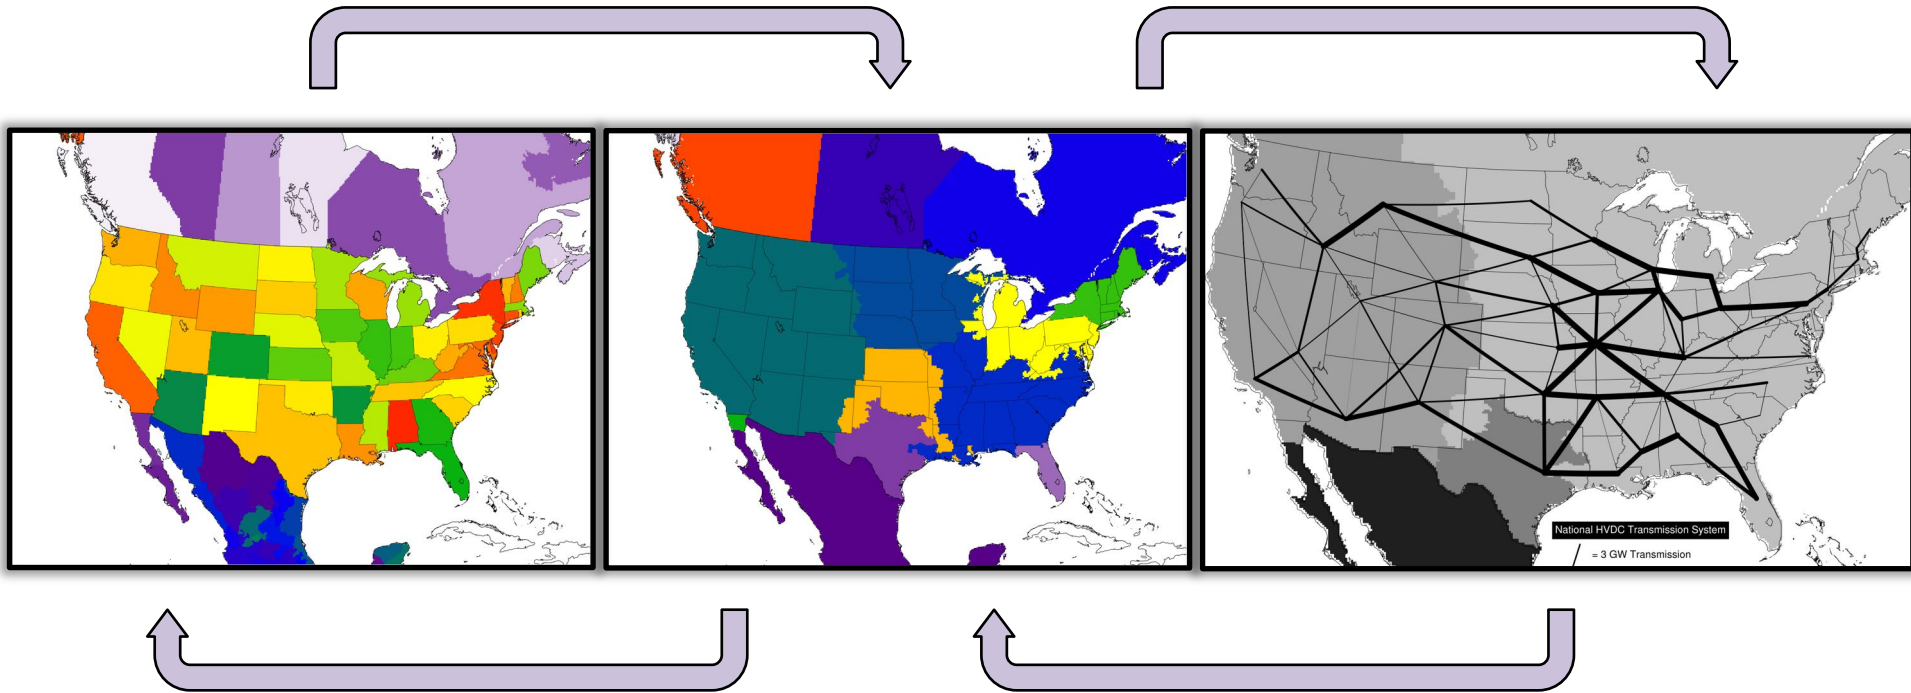 National HVDC Transmission System
= 3 GW Transmission